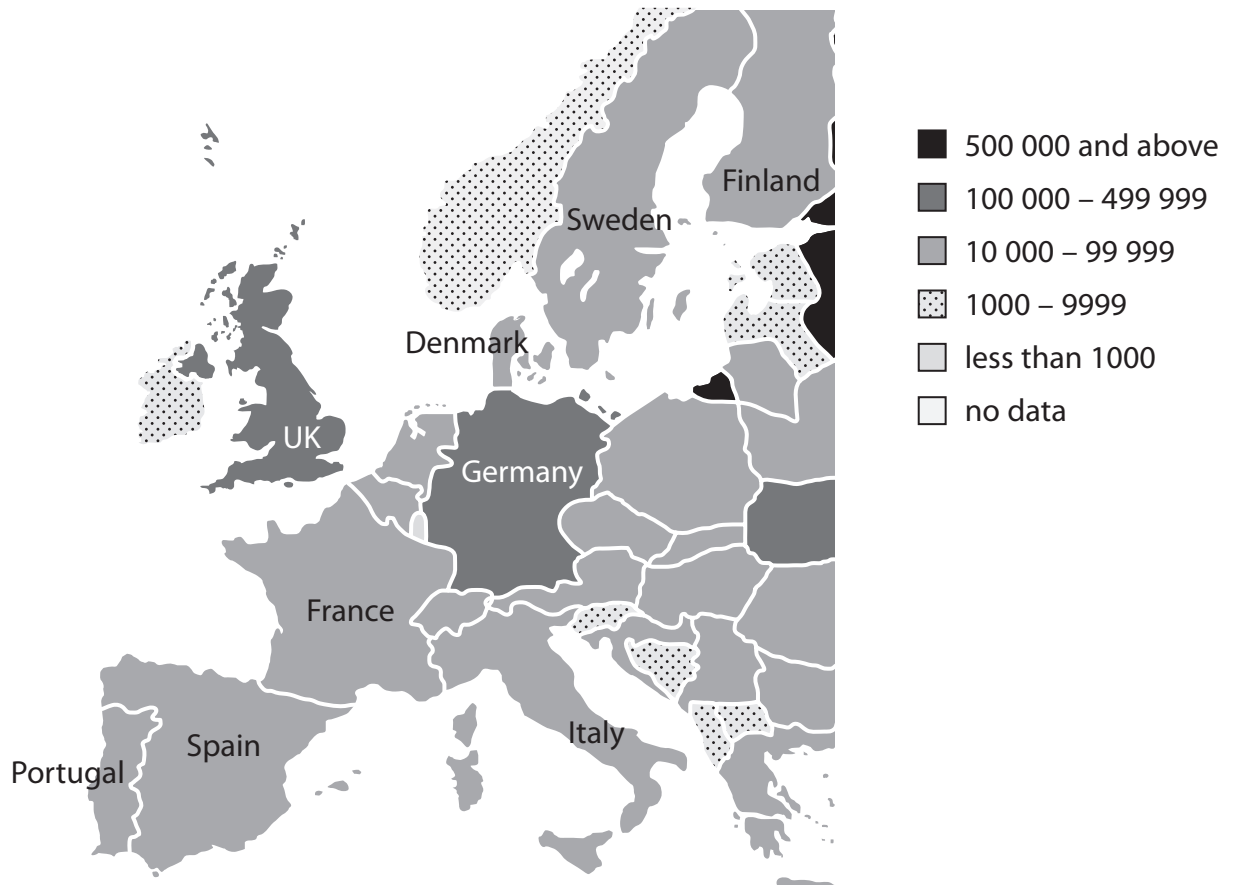 Finland
Sweden
Denmark
UK
Germany
France
Italy
Spain
Portugal
500 000 and above
100 000 – 499 999
10 000 – 99 999
1000 – 9999
less than 1000
no data